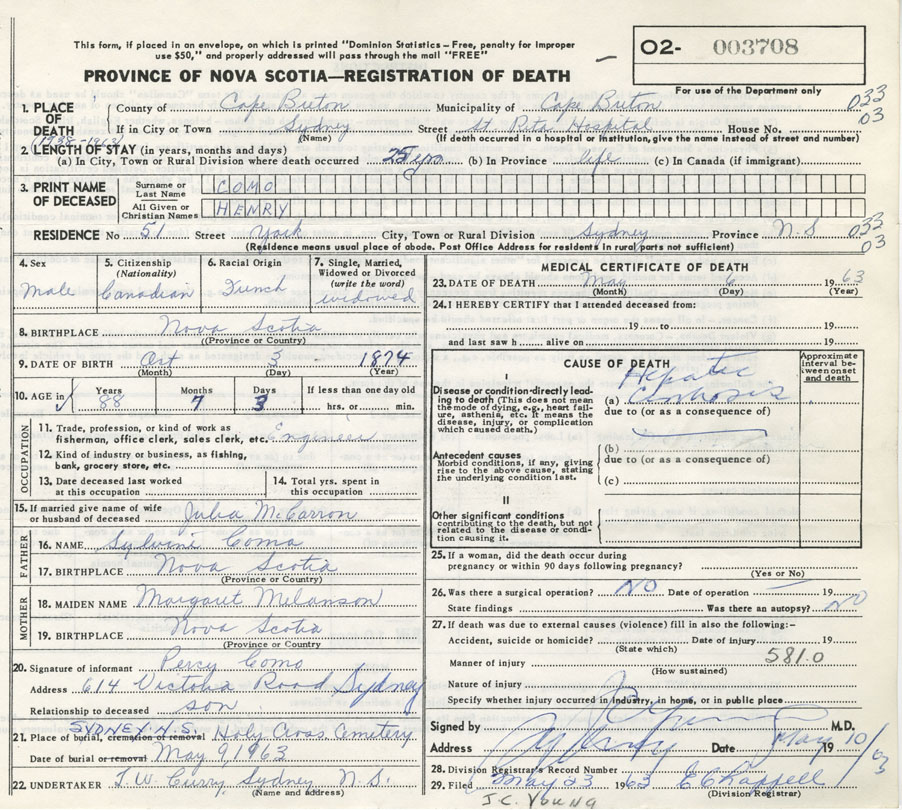 This form, if placed in an envelope, on which is printed "Dominion Statistics – Free, penalty for improper
use $50," and properly addressed will pass through the mail "FREE"
O2- 003708
PROVINCE OF NOVA SCOTIA—REGISTRATION OF DEATH
For use of the Department only
1. PLACE OF DEATH
County of Cape Breton Municipality of Cape Breton 033
If in City or Town Sydney Street St. Rita Hospital House No. 03
(Name) (If death occurred in a hospital or institution, give the name instead of street and number)
2. LENGTH OF STAY (in years, months and days)
(a) In City, Town or Rural Division where death occurred 25 yrs (b) In Province life (c) In Canada (if immigrant)
3. PRINT NAME OF DECEASED
Surname or Last Name COMO
All Given or Christian Names HENRY
RESIDENCE No 51 Street York City, Town or Rural Division Sydney Province N.S 033
03
(Residence means usual place of abode. Post Office Address for residents in rural parts not sufficient)
4. Sex
Male
5. Citizenship
(Nationality)
Canadian
6. Racial Origin
7. Single, Married,
Widowed or Divorced
(write the word)
widowed
8. BIRTHPLACE Nova Scotia
(Province or Country)
9. DATE OF BIRTH Oct 3 1874
(Month) (Day) (Year)
10. AGE in Years 88 Months 7 Days 3 If less than one day old
hrs. or min.
OCCUPATION
11. Trade, profession, or kind of work as
fisherman, office clerk, sales clerk, etc. Engineer
12. Kind of industry or business, as fishing,
bank, grocery store, etc.
13. Date deceased last worked
at this occupation
14. Total yrs. spent in
this occupation
15. If married give name of wife
or husband of deceased Julia McCarron
FATHER
16. NAME Como
17. BIRTHPLACE Nova Scotia
(Province or Country)
MOTHER
18. MAIDEN NAME Margaret Melanson
19. BIRTHPLACE Nova Scotia
(Province or Country)
20. Signature of informant Percy Como
Address 614 Victoria Road Sydney
Relationship to deceased son
SYDNEY N.S.
21. Place of burial, cremation or removal Holy Cross Cemetery
Date of burial or removal May 9, 1963
22. UNDERTAKER T.W. Curry, Sydney N.S.
(Name and address)
MEDICAL CERTIFICATE OF DEATH
23. DATE OF DEATH May 6 1963
(Month) (Day) (Year)
24. I HEREBY CERTIFY that I attended deceased from:
19 to 19
and last saw h alive on 19
CAUSE OF DEATH
Approximate
interval between onset
and death
I
Disease or condition-directly leading to death (This does not mean
the mode of dying, e.g., heart failure, asthenia, etc. It means the
disease, injury, or complication
which caused death.)
Hepatic
(a) Cirrhosis
due to (or as a consequence of)
Antecedent causes
Morbid conditions, if any, giving
rise to the above cause, stating
the underlying condition last.
(b)
due to (or as a consequence of)
(c)
II
Other significant conditions
contributing to the death, but not
related to the disease or condition causing it.
25. If a woman, did the death occur during
pregnancy or within 90 days following pregnancy?
(Yes or No)
26. Was there a surgical operation? NO Date of operation 19
State findings Was there an autopsy? NO
27. If death was due to external causes (violence) fill in also the following:-
Accident, suicide or homicide? Date of injury 19
(State which)
581.0
Manner of injury
(How sustained)
Nature of injury
Specify whether injury occurred in industry, in home, or in public place
Signed by M.D.
Address Date May 10 19 63
28. Division Registrar's Record Number
29. Filed May 23 1963 E Chappell
(Division Registrar)
J.C. YOUNG